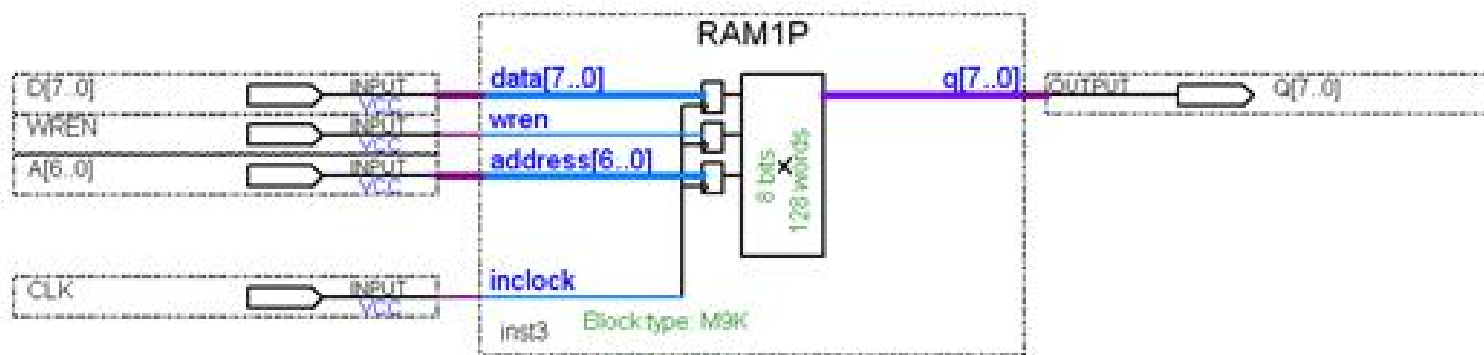 RAM1P
D[7..0]
INPUT
VCC
data[7..0]
q[7..0]
OUTPUT
Q[7..0]
WREN
INPUT
VCC
wren
A[6..0]
INPUT
VCC
address[6..0]
8 bits
x
128 words
CLK
INPUT
VCC
inclock
inst3
Block type: M9K